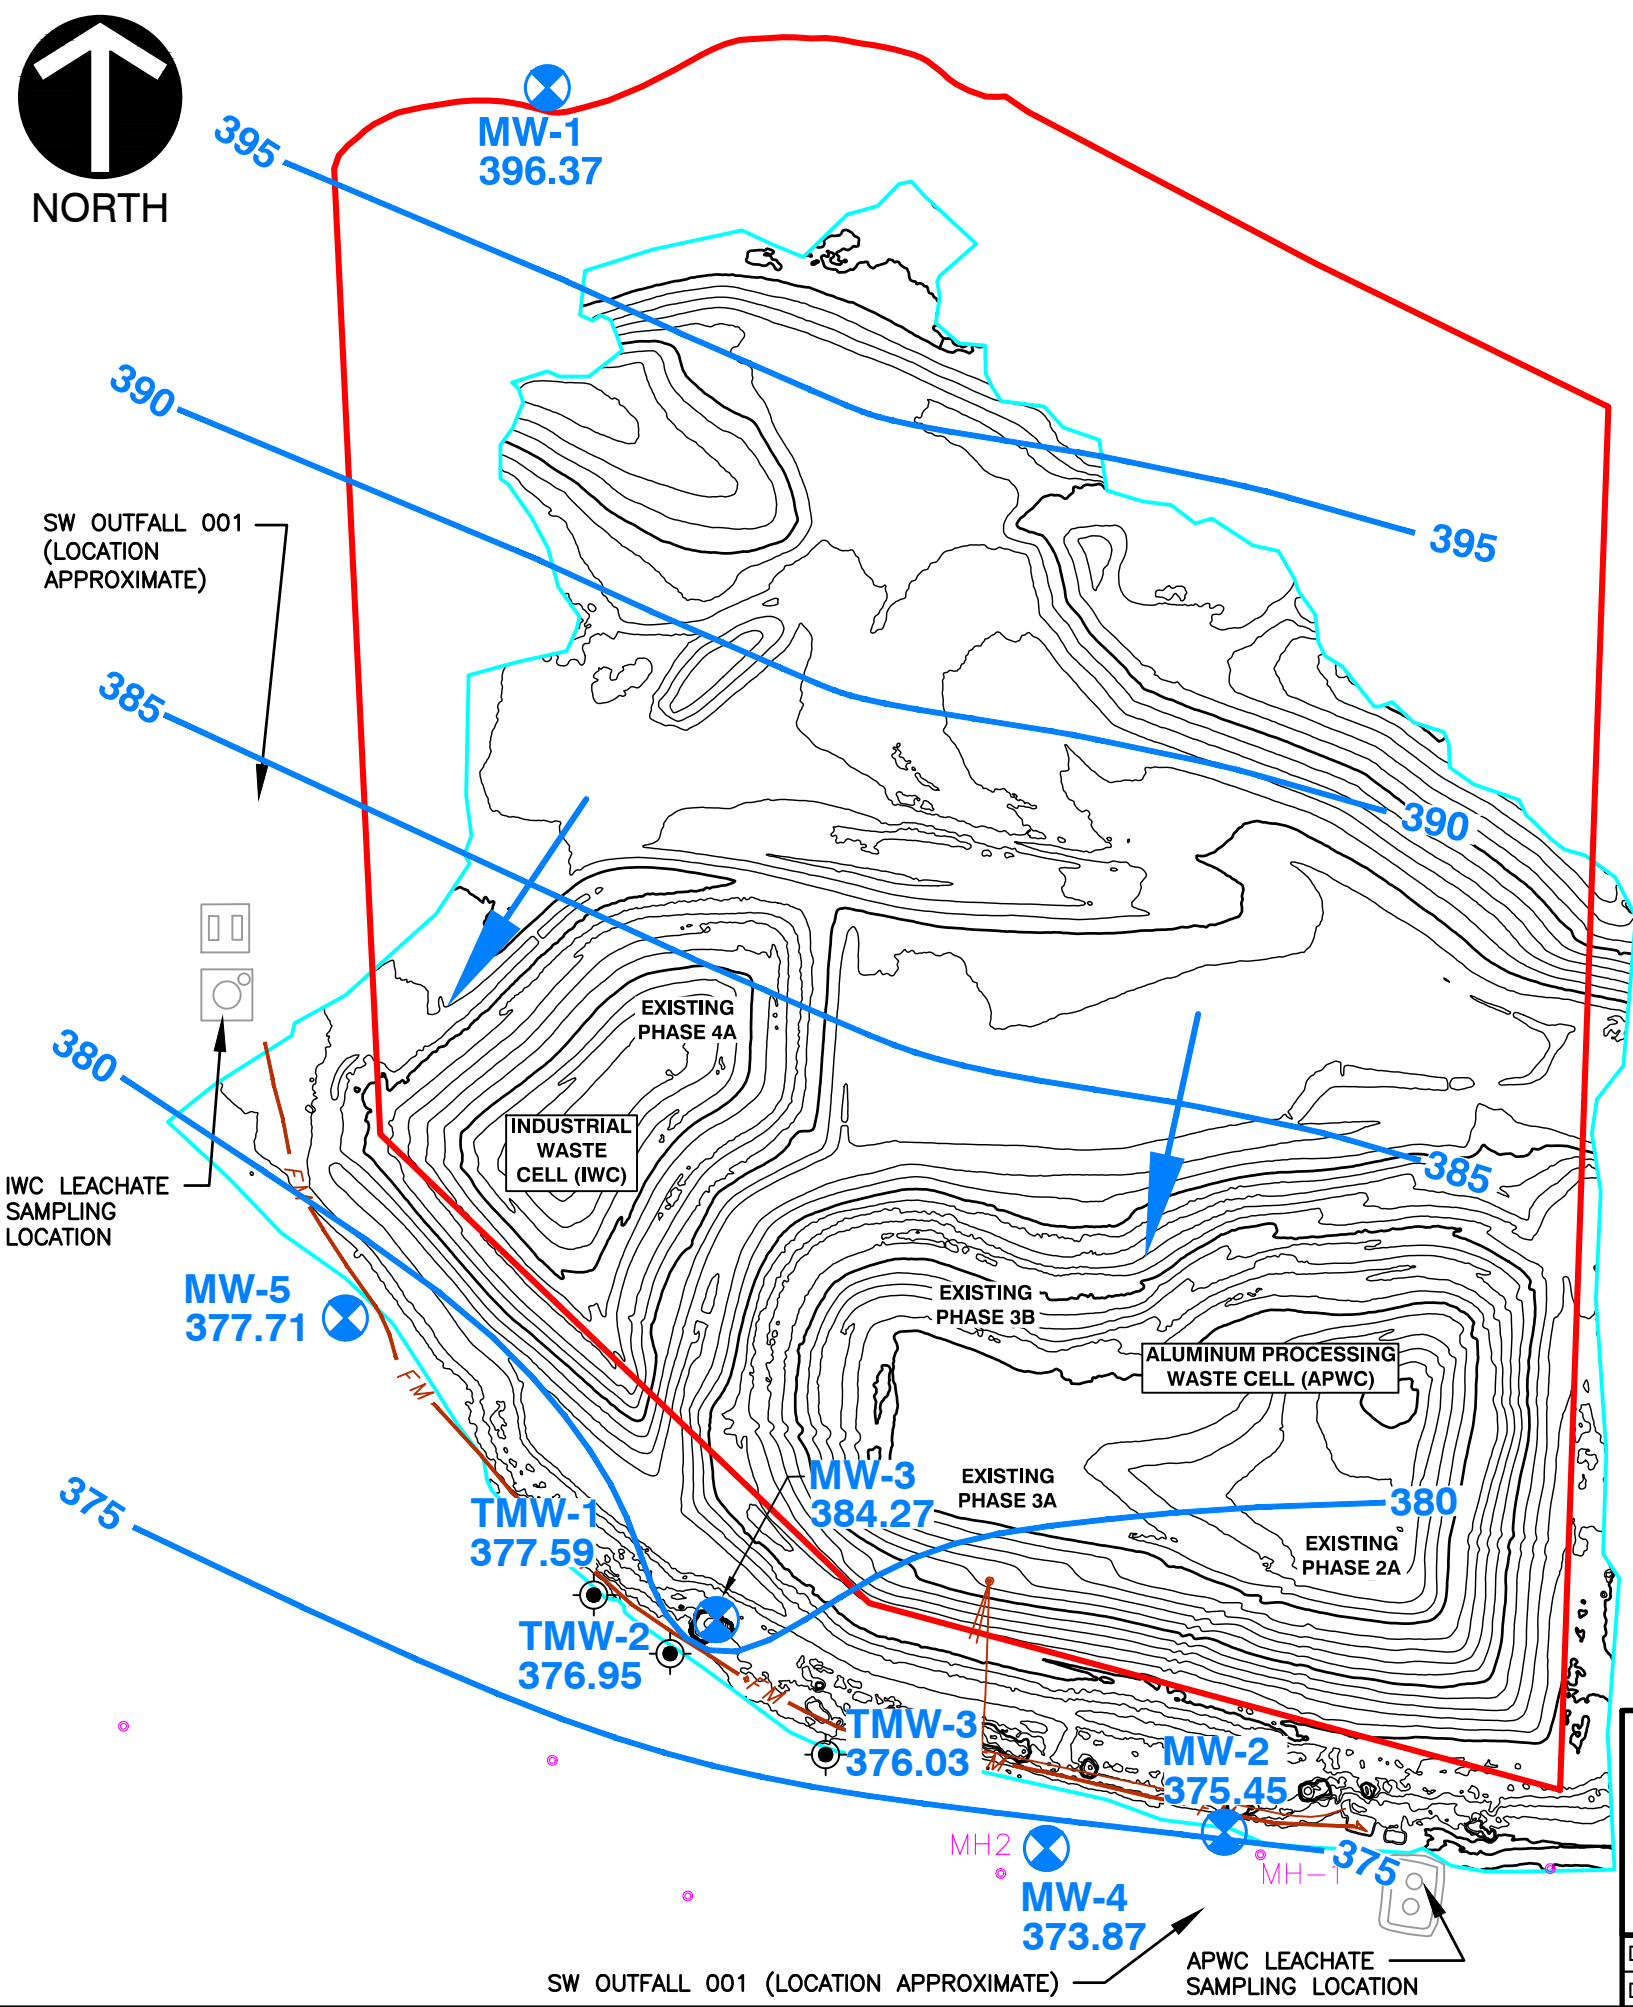 NORTH
MW-1
396.37
395
395
390
390
SW OUTFALL 001
(LOCATION
APPROXIMATE)
385
385
EXISTING
PHASE 4A
INDUSTRIAL
WASTE
CELL (IWC)
380
IWC LEACHATE
SAMPLING
LOCATION
FM
MW-5
377.71
FM
EXISTING
PHASE 3B
ALUMINUM PROCESSING
WASTE CELL (APWC)
MW-3
384.27
EXISTING
PHASE 3A
380
EXISTING
PHASE 2A
375
TMW-1
377.59
TMW-2
376.95
FM
TMW-3
376.03
MW-2
375.45
MH2
MH-1
375
MW-4
373.87
SW OUTFALL 001 (LOCATION APPROXIMATE)
APWC LEACHATE
SAMPLING LOCATION